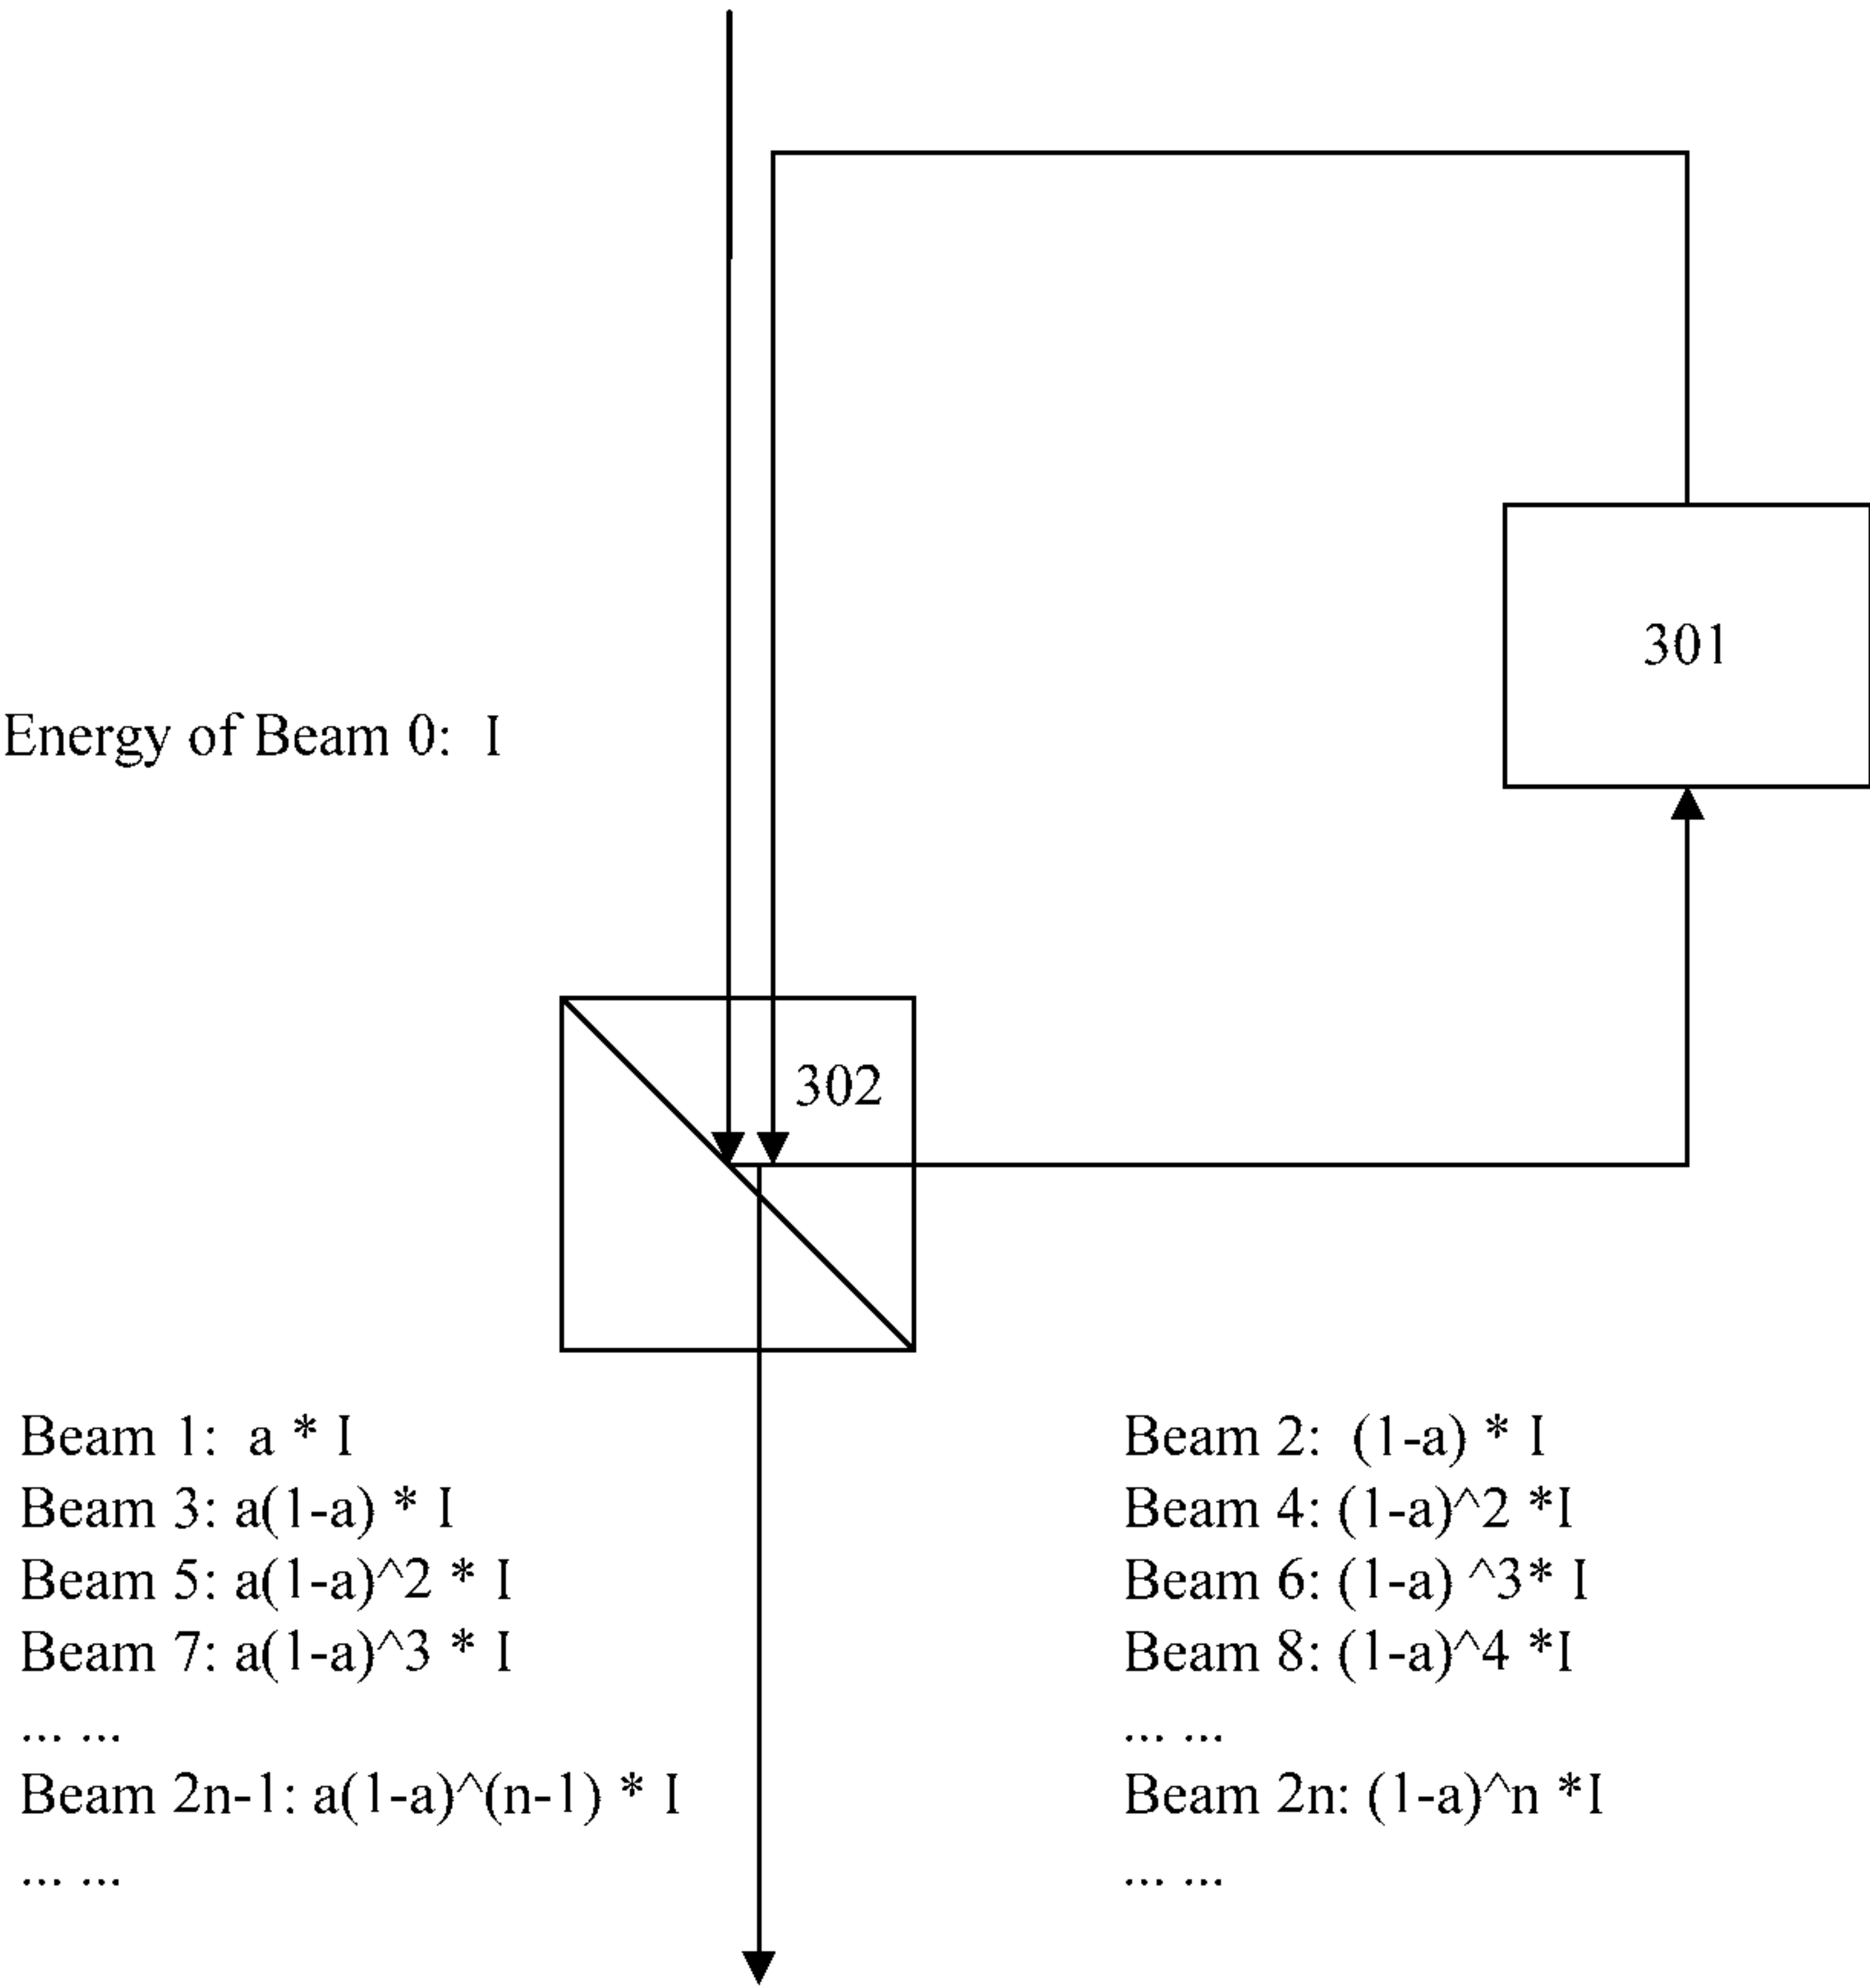 301
Energy of Beam 0: I
302
Beam 1: a * I
Beam 3: a(1-a) * I
Beam 5: a(1-a)^2 * I
Beam 7: a(1-a)^3 * I
... ...
Beam 2n-1: a(1-a)^(n-1) * I
... ...
Beam 2: (1-a) * I
Beam 4: (1-a)^2 *I
Beam 6: (1-a) ^3* I
Beam 8: (1-a)^4 *I
... ...
Beam 2n: (1-a)^n *I
... ...